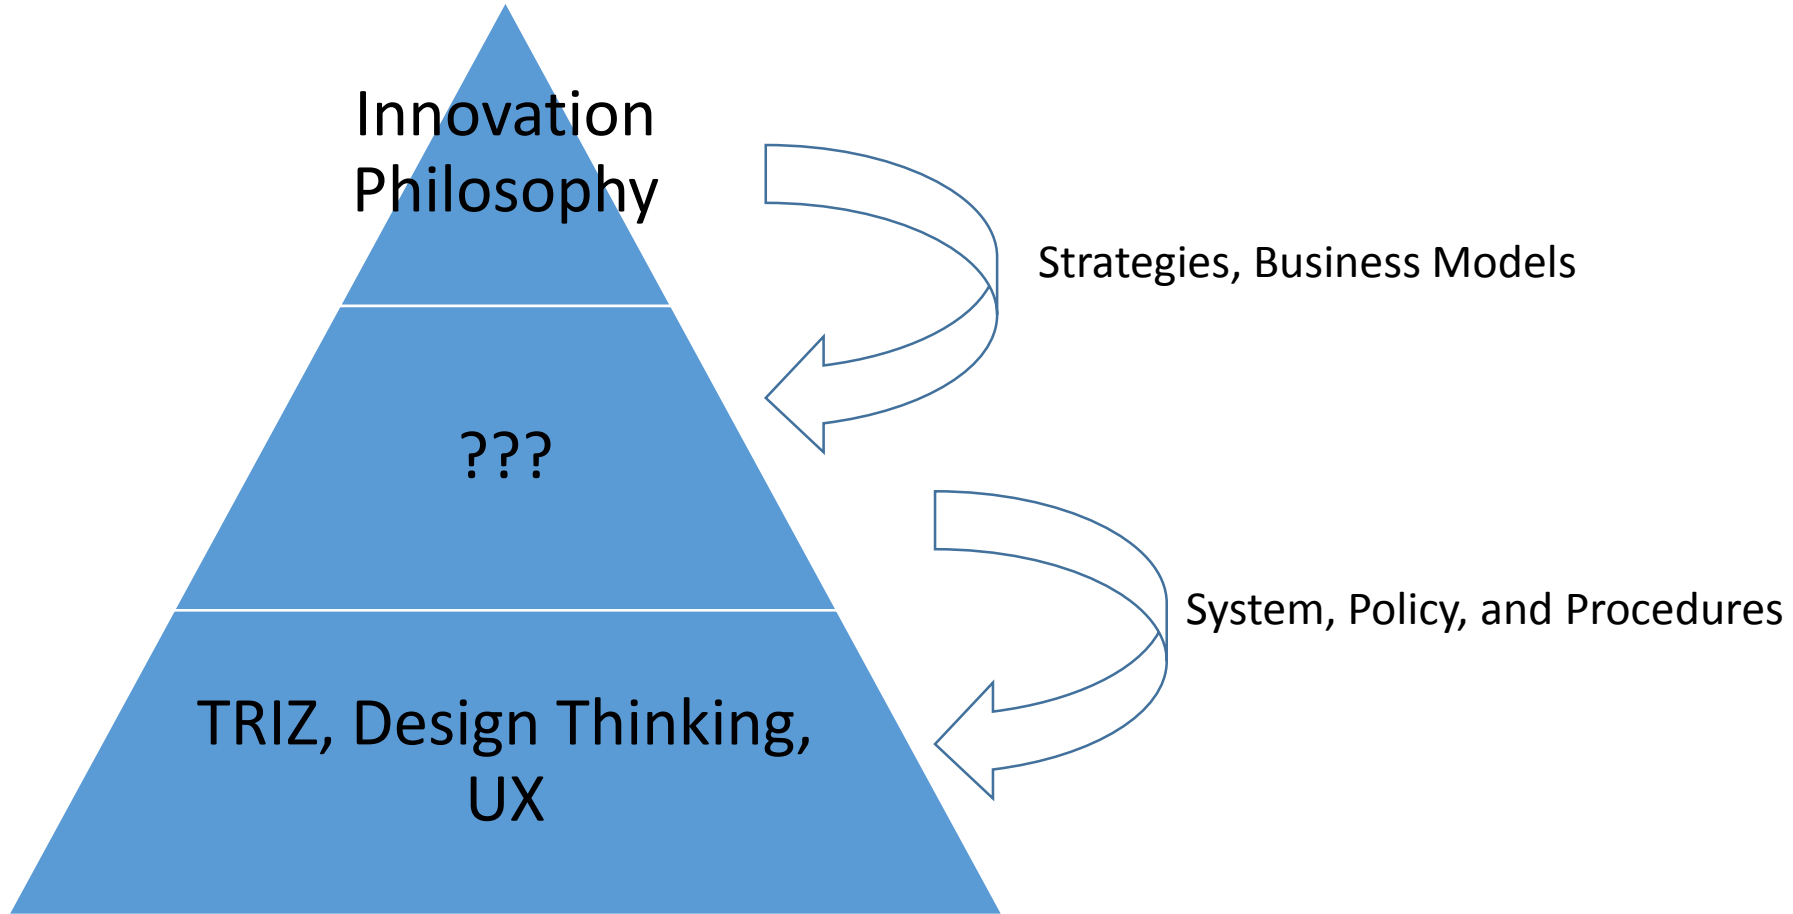 Innovation
Philosophy
Strategies, Business Models
???
System, Policy, and Procedures
TRIZ, Design Thinking,
UX